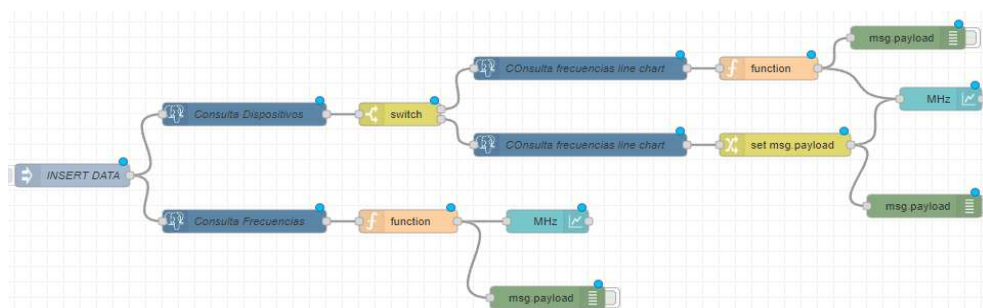 msg.payload
COnsulta frecuencias line chart
function
MHz
Consulta Dispositivos
switch
COnsulta frecuencias line chart
set msg.payload
INSERT DATA
msg.payload
Consulta Frecuencias
function
MHz
msg.payload